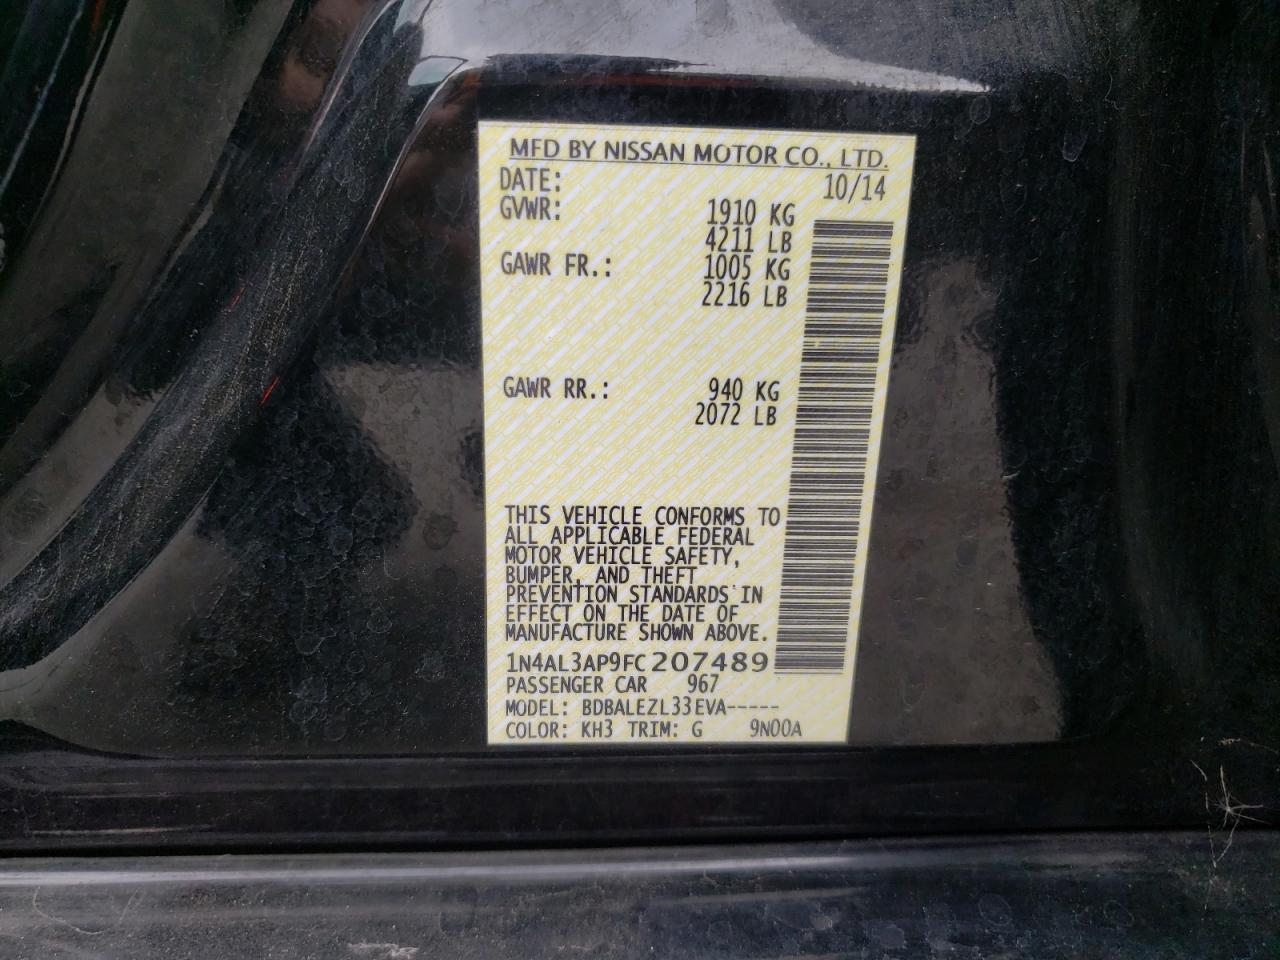 MFD BY NISSAN MOTOR CO., LTD.
DATE: 10/14
GVWR: 1910 KG
4211 LB
GAWR FR.: 1005 KG
2216 LB
GAWR RR.: 940 KG
2072 LB
THIS VEHICLE CONFORMS TO
ALL APPLICABLE FEDERAL
MOTOR VEHICLE SAFETY,
BUMPER, AND THEFT
PREVENTION STANDARDS IN
EFFECT ON THE DATE OF
MANUFACTURE SHOWN ABOVE.
1N4AL3AP9FC207489
PASSENGER CAR 967
MODEL: BDBALEZL33EVA-----
COLOR: KH3 TRIM: G 9N00A